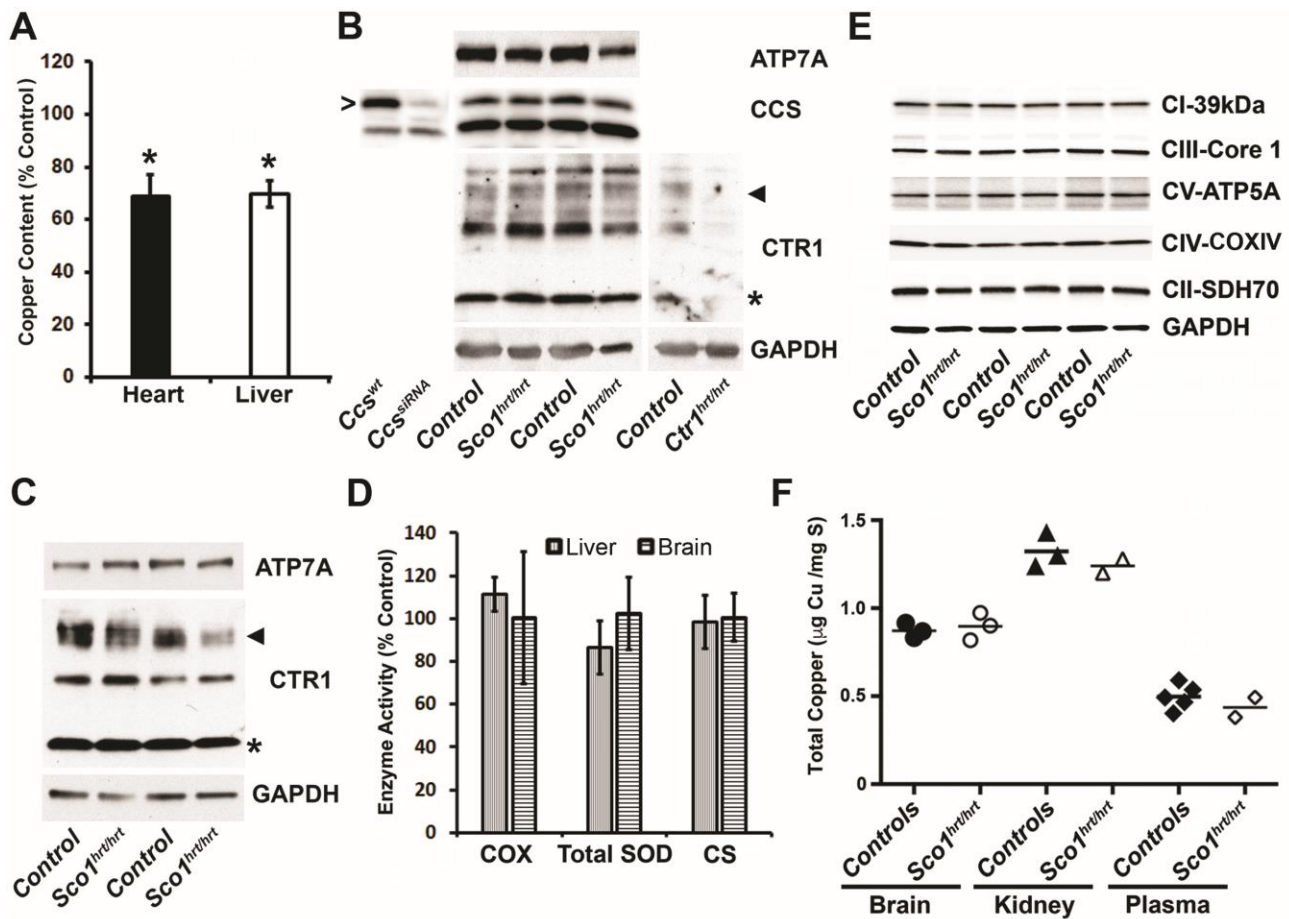 A
Copper Content (% Control)
120
100
80
60
40
20
0
*
*
Heart
Liver
B
ATP7A
>
CCS
CTR1
*
GAPDH
Ccs^wt
Ccs^siRNA
Control
Sco1^hrt/hrt
Control
Sco1^hrt/hrt
Control
Ctr1^hrt/hrt
E
CI-39kDa
CIII-Core 1
CV-ATP5A
CIV-COXIV
CII-SDH70
GAPDH
Control
Sco1^hrt/hrt
Control
Sco1^hrt/hrt
Control
Sco1^hrt/hrt
C
ATP7A
CTR1
*
GAPDH
Control
Sco1^hrt/hrt
Control
Sco1^hrt/hrt
D
Enzyme Activity (% Control)
140
120
100
80
60
40
20
0
Liver Brain
COX Total SOD CS
F
Total Copper (µg Cu /mg S)
1.5
1.0
0.5
0
Controls
Sco1^hrt/hrt
Controls
Sco1^hrt/hrt
Controls
Sco1^hrt/hrt
Brain Kidney Plasma